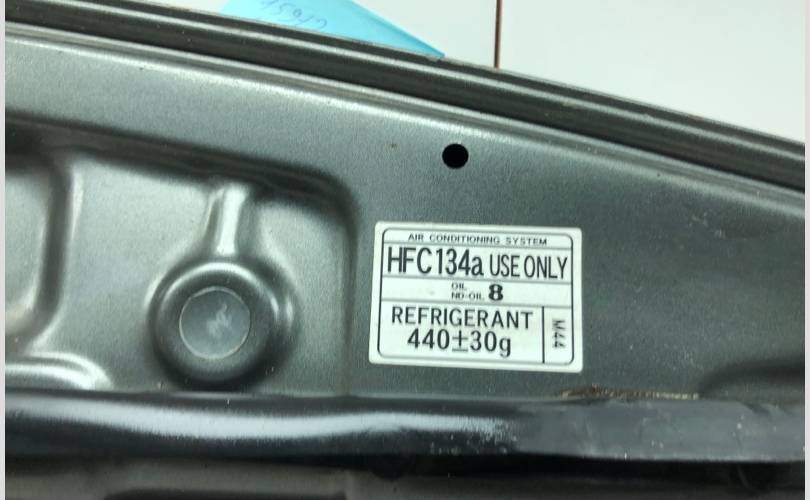 AIR CONDITIONING SYSTEM
HFC134a USE ONLY
OIL
ND-OIL 8
REFRIGERANT
440±30g
M44